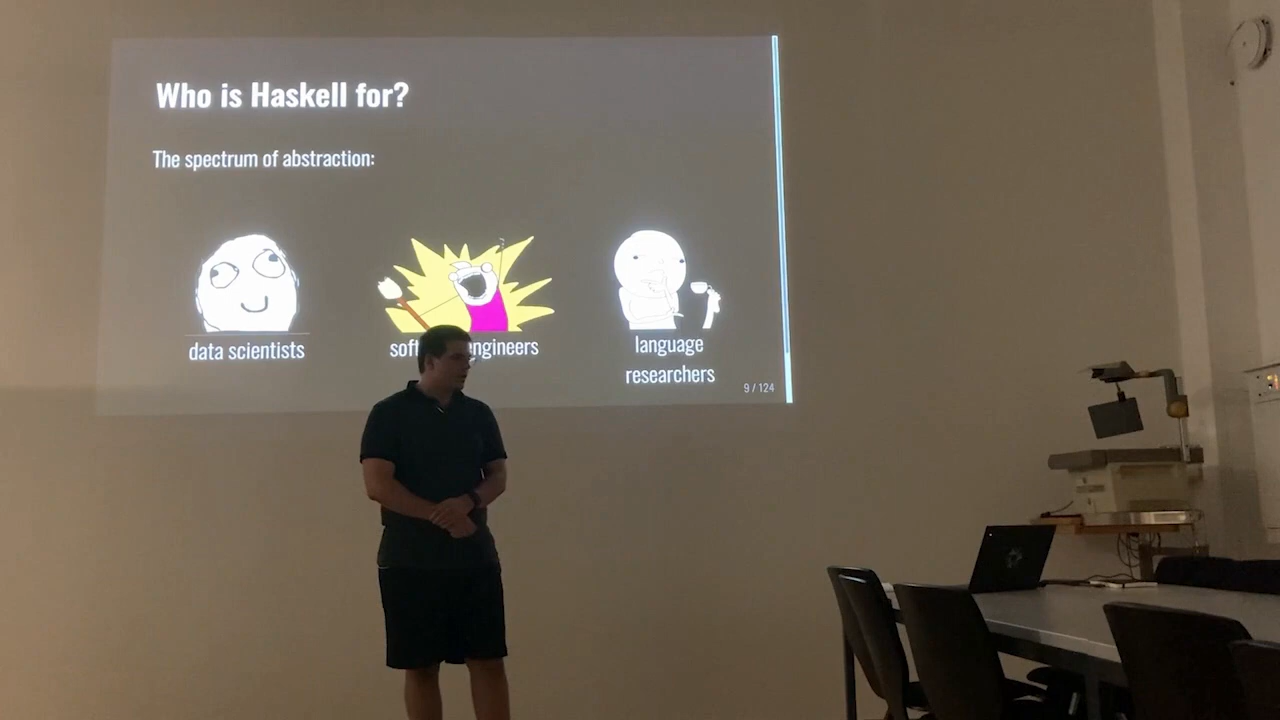 Who is Haskell for?
The spectrum of abstraction:
data scientists
engineers
language
researchers
9 / 124